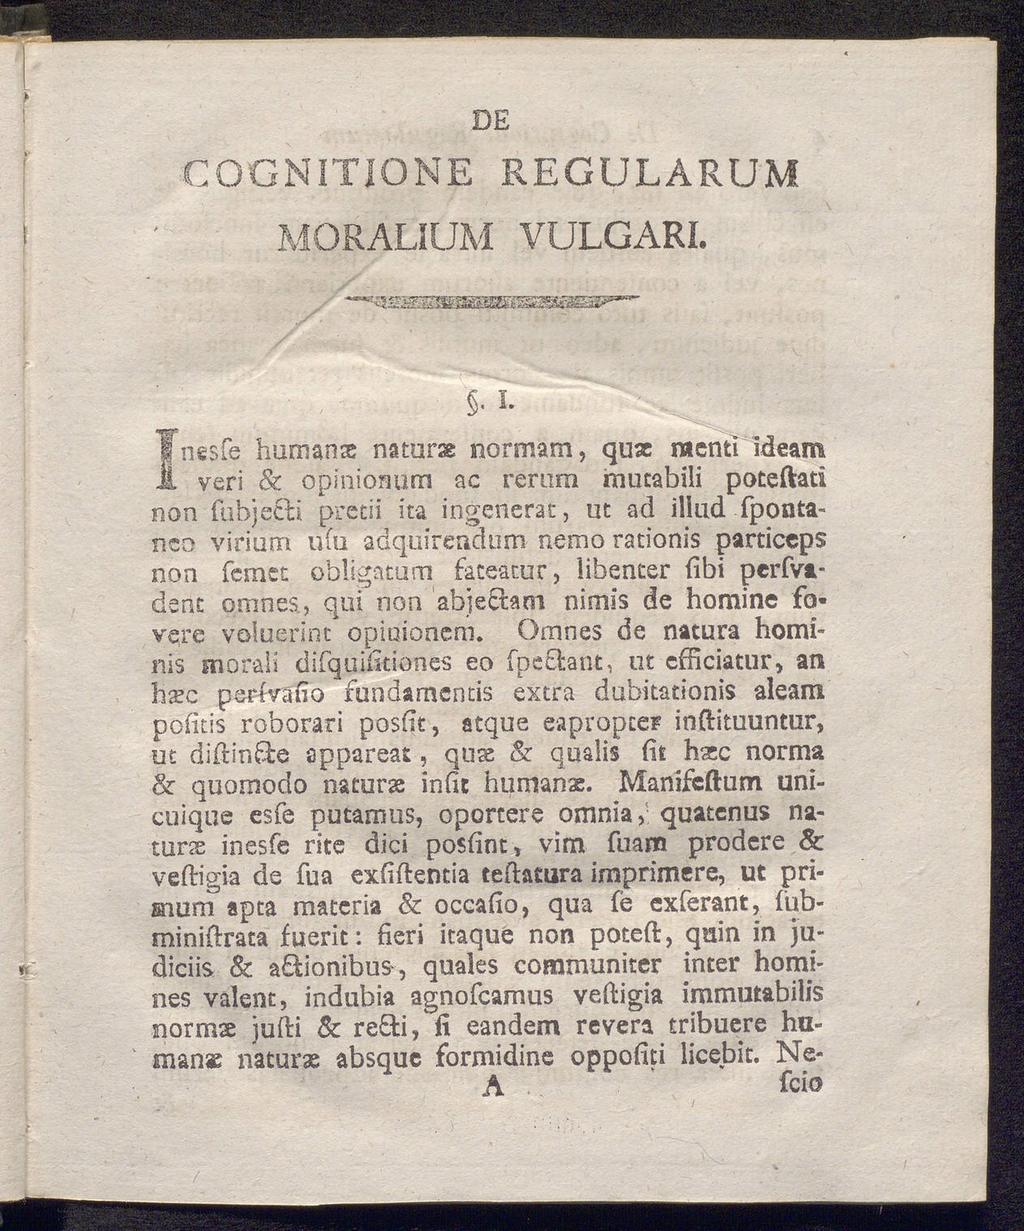 DE
COGNITIONE REGULARUM
MORALIUM VULGARI.
§. I.
Inesſe humanæ naturæ normam, quæ menti ideam
veri & opinionum ac rerum mutabili poteſtati
non ſubjecti pretii ita ingenerat, ut ad illud ſponta-
neo virium uſu adquirendum nemo rationis particeps
non ſemet obligatum fateatur, libenter ſibi perſva-
dent omnes, qui non abjectam nimis de homine fo-
vere voluerint opinionem. Omnes de natura homi-
nis morali diſquiſitiones eo ſpectant, ut efficiatur, an
hæc perſvaſio fundamentis extra dubitationis aleam
poſitis roborari posſit, atque eapropter inſtituuntur,
ut diſtincte appareat, quæ & qualis ſit hæc norma
& quomodo naturæ inſit humanæ. Manifeſtum uni-
cuique esſe putamus, oportere omnia, quatenus na-
turæ inesſe rite dici posſint, vim ſuam prodere &
veſtigia de ſua exſiſtentia teſtatura imprimere, ut pri-
mum apta materia & occaſio, qua ſe exſerant, ſub-
miniſtrata fuerit: fieri itaque non poteſt, quin in ju-
diciis & actionibus, quales communiter inter homi-
nes valent, indubia agnoſcamus veſtigia immutabilis
normæ juſti & recti, ſi eandem revera tribuere hu-
manæ naturæ absque formidine oppoſiti licebit. Ne-
A ſcio